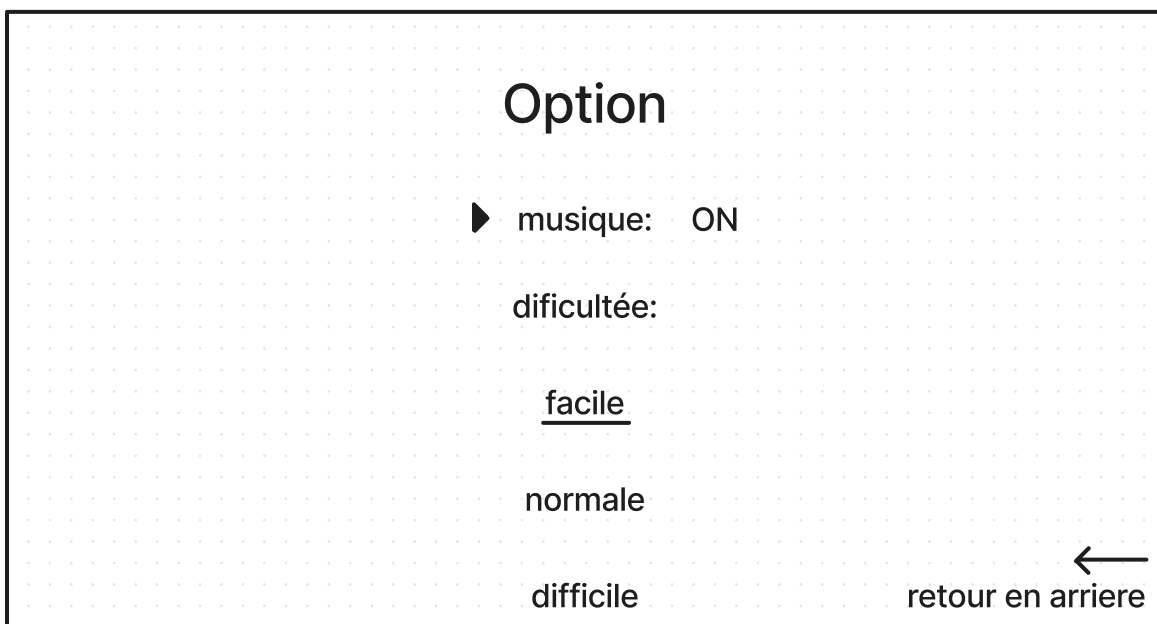 Option
musique: ON
dificultée:
facile
normale
difficile
retour en arriere